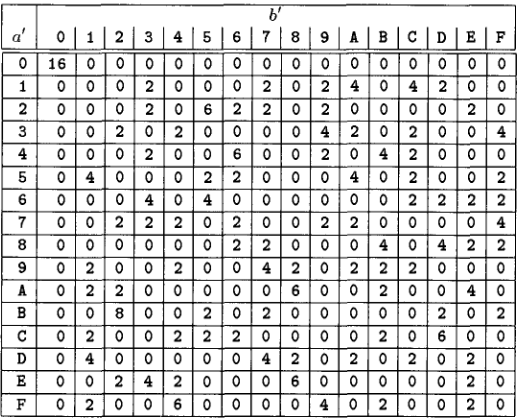 b′
a′ 0 1 2 3 4 5 6 7 8 9 A B C D E F
0 16 0 0 0 0 0 0 0 0 0 0 0 0 0 0 0
1 0 0 0 2 0 0 0 2 0 2 4 0 4 2 0 0
2 0 0 0 2 0 6 2 2 0 2 0 0 0 0 2 0
3 0 0 2 0 2 0 0 0 0 4 2 0 2 0 0 4
4 0 0 0 2 0 0 6 0 0 2 0 4 2 0 0 0
5 0 4 0 0 0 2 2 0 0 0 4 0 2 0 0 2
6 0 0 0 4 0 4 0 0 0 0 0 0 2 2 2 2
7 0 0 2 2 2 0 2 0 0 2 2 0 0 0 0 4
8 0 0 0 0 0 0 2 2 0 0 0 4 0 4 2 2
9 0 2 0 0 2 0 0 4 2 0 2 2 2 0 0 0
A 0 2 2 0 0 0 0 0 6 0 0 2 0 0 4 0
B 0 0 8 0 0 2 0 2 0 0 0 0 0 2 0 2
C 0 2 0 0 2 2 2 0 0 0 0 2 0 6 0 0
D 0 4 0 0 0 0 0 4 2 0 2 0 2 0 2 0
E 0 0 2 4 2 0 0 0 6 0 0 0 0 0 2 0
F 0 2 0 0 6 0 0 0 0 4 0 2 0 0 2 0